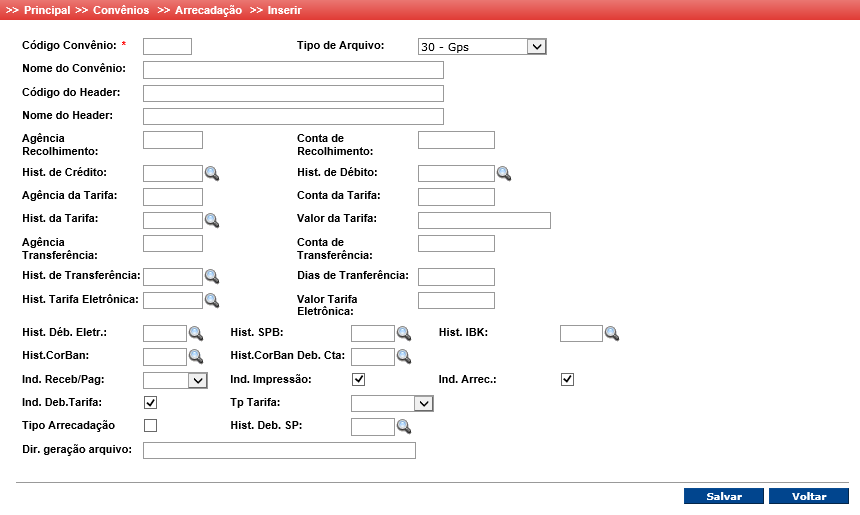 >> Principal >> Convênios >> Arrecadação >> Inserir
Código Convênio: * Tipo de Arquivo: 30 - Gps
Nome do Convênio:
Código do Header:
Nome do Header:
Agência Recolhimento: Conta de Recolhimento:
Hist. de Crédito: Hist. de Débito:
Agência da Tarifa: Conta da Tarifa:
Hist. da Tarifa: Valor da Tarifa:
Agência Transferência: Conta de Transferência:
Hist. de Transferência: Dias de Tranferência:
Hist. Tarifa Eletrônica: Valor Tarifa Eletrônica:
Hist. Déb. Eletr.: Hist. SPB: Hist. IBK:
Hist.CorBan: Hist.CorBan Deb. Cta:
Ind. Receb/Pag: Ind. Impressão: Ind. Arrec.:
Ind. Deb.Tarifa: Tp Tarifa:
Tipo Arrecadação Hist. Deb. SP:
Dir. geração arquivo:
Salvar Voltar